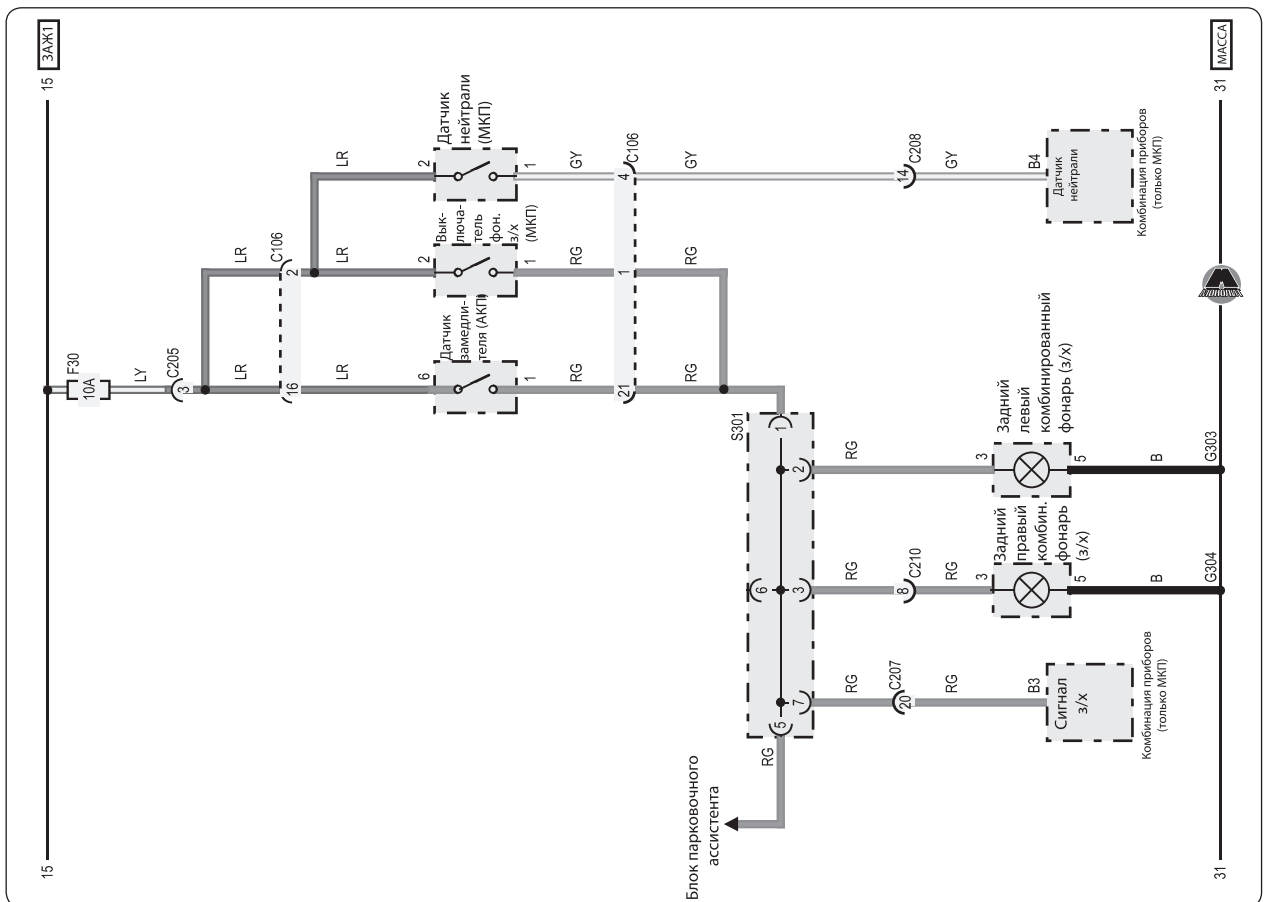 15
ЗАЖ1
15
F30
10A
LY
C205
3
LR
LR
LR
LR
LR
C106
16
2
6
2
2
Датчик
замедли-
теля (АКП)
Вык-
люча-
тель
фон.
з/х
(МКП)
Датчик
нейтрали
(МКП)
1
1
1
RG
RG
GY
C106
21
1
4
RG
RG
GY
C208
14
GY
B4
Датчик
нейтрали
Комбинация приборов
(только МКП)
S301
1
2
3
6
7
5
RG
Блок парковочного
ассистента
RG
3
Задний
левый
комбинированный
фонарь (з/х)
5
B
G303
RG
C210
8
RG
3
Задний
правый
комбин.
фонарь
(з/х)
5
B
G304
RG
C207
20
RG
B3
Сигнал
з/х
Комбинация приборов
(только МКП)
31
МАССА
31